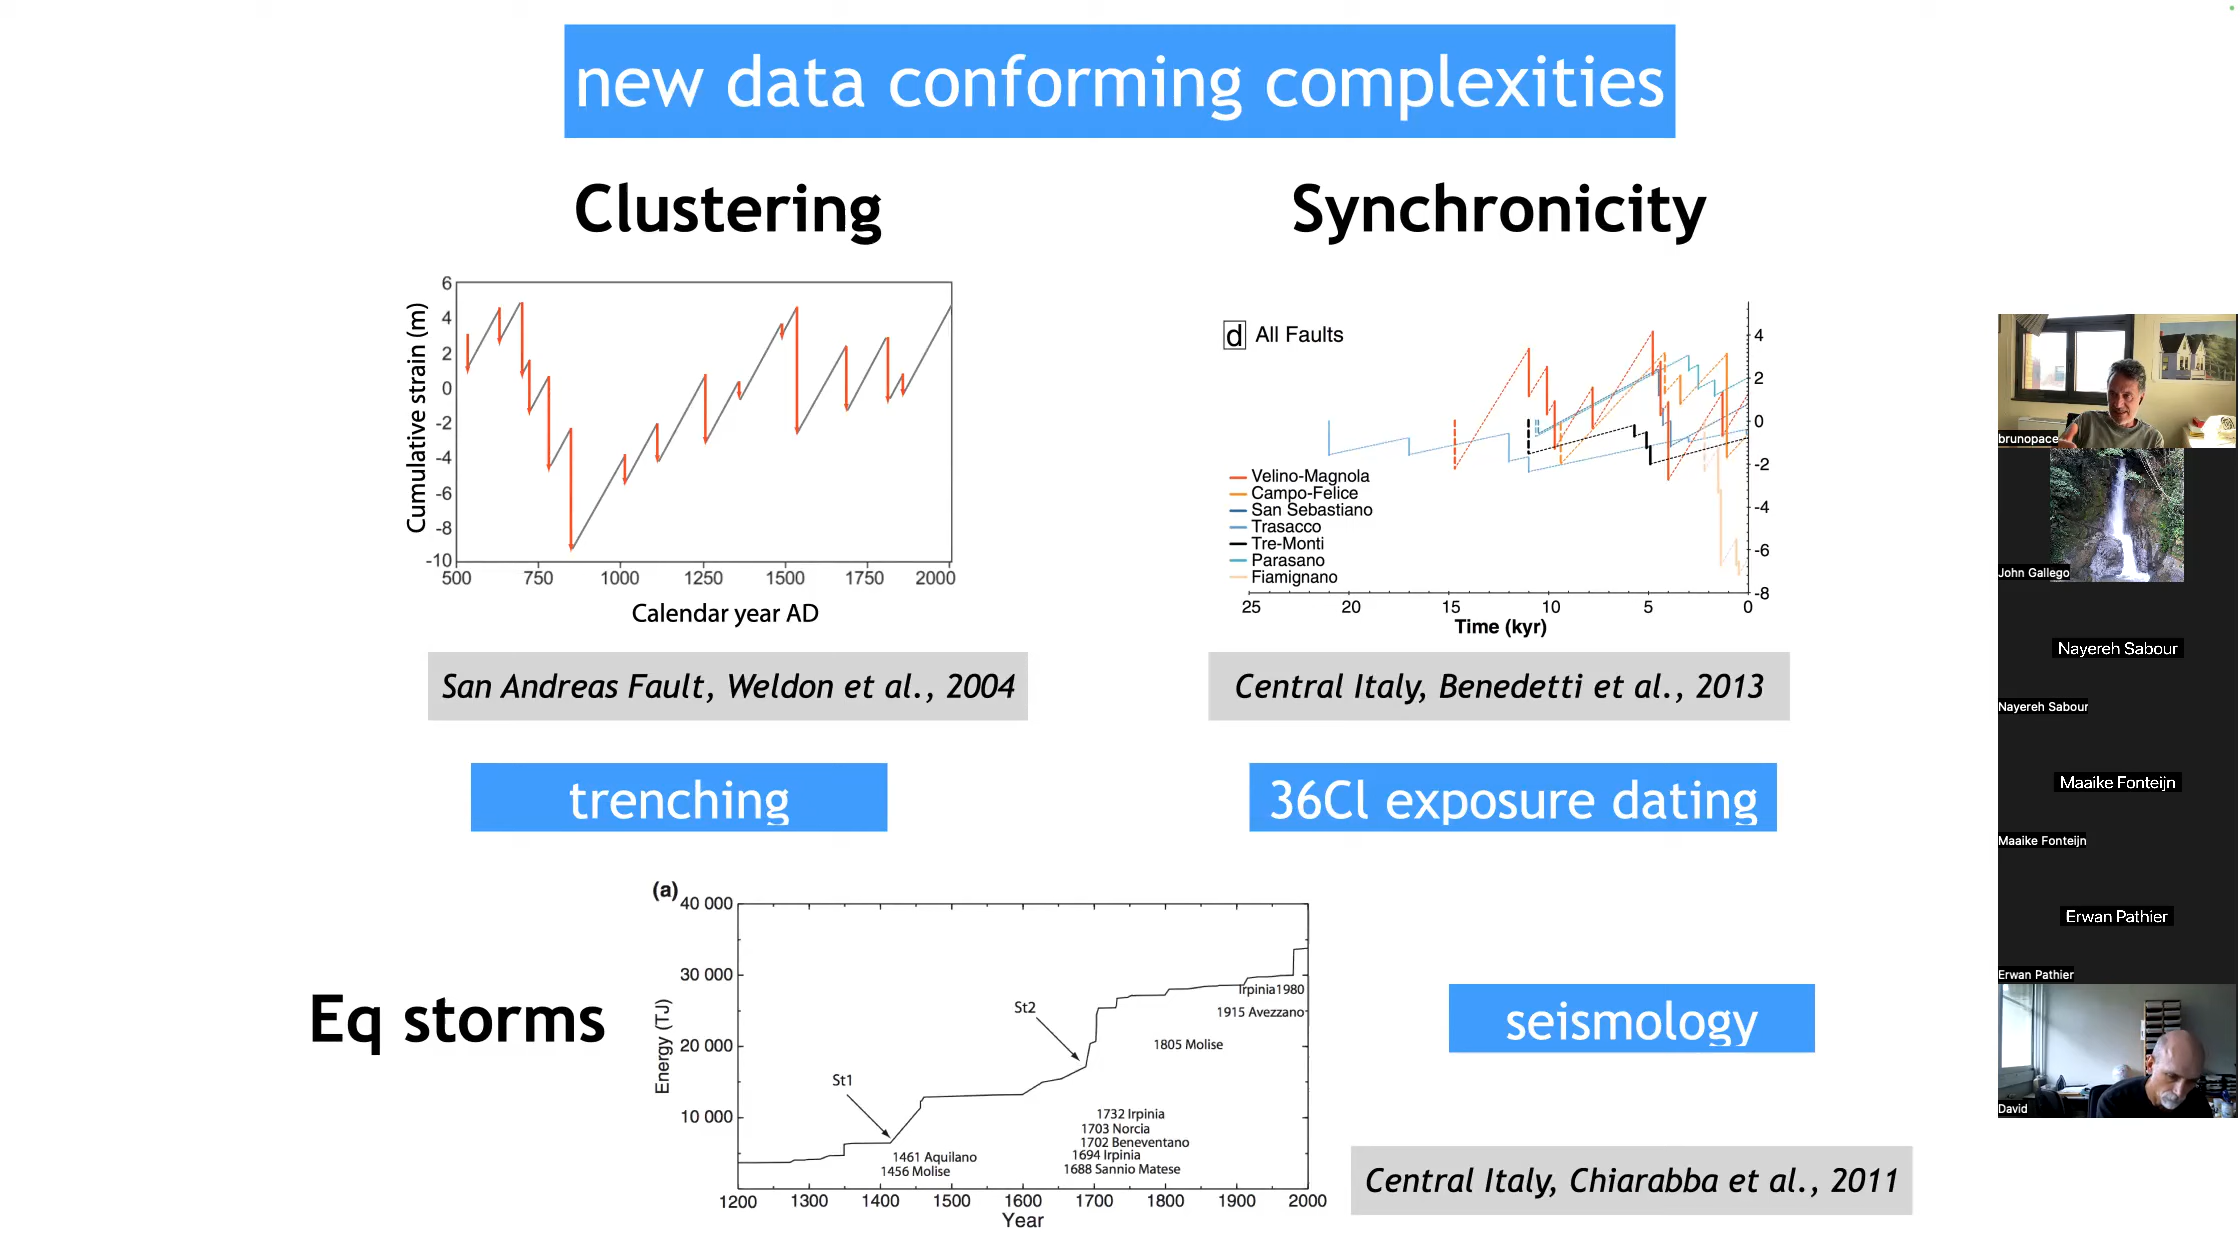 new data conforming complexities
Clustering
Synchronicity
6
4
2
0
-2
-4
-6
-8
-10
Cumulative strain (m)
500 750 1000 1250 1500 1750 2000
Calendar year AD
d All Faults
4
2
0
-2
-4
-6
-8
Velino-Magnola
Campo-Felice
San Sebastiano
Trasacco
Tre-Monti
Parasano
Fiamignano
25 20 15 10 5 0
Time (kyr)
San Andreas Fault, Weldon et al., 2004
Central Italy, Benedetti et al., 2013
trenching
36Cl exposure dating
Eq storms
(a)
40 000
30 000
20 000
10 000
Energy (TJ)
St1
St2
Irpinia1980
1915 Avezzano
1805 Molise
1732 Irpinia
1703 Norcia
1702 Beneventano
1694 Irpinia
1688 Sannio Matese
1461 Aquilano
1456 Molise
1200 1300 1400 1500 1600 1700 1800 1900 2000
Year
seismology
Central Italy, Chiarabba et al., 2011
brunopace
John Gallego
Nayereh Sabour
Nayereh Sabour
Maaike Fonteijn
Maaike Fonteijn
Erwan Pathier
Erwan Pathier
David